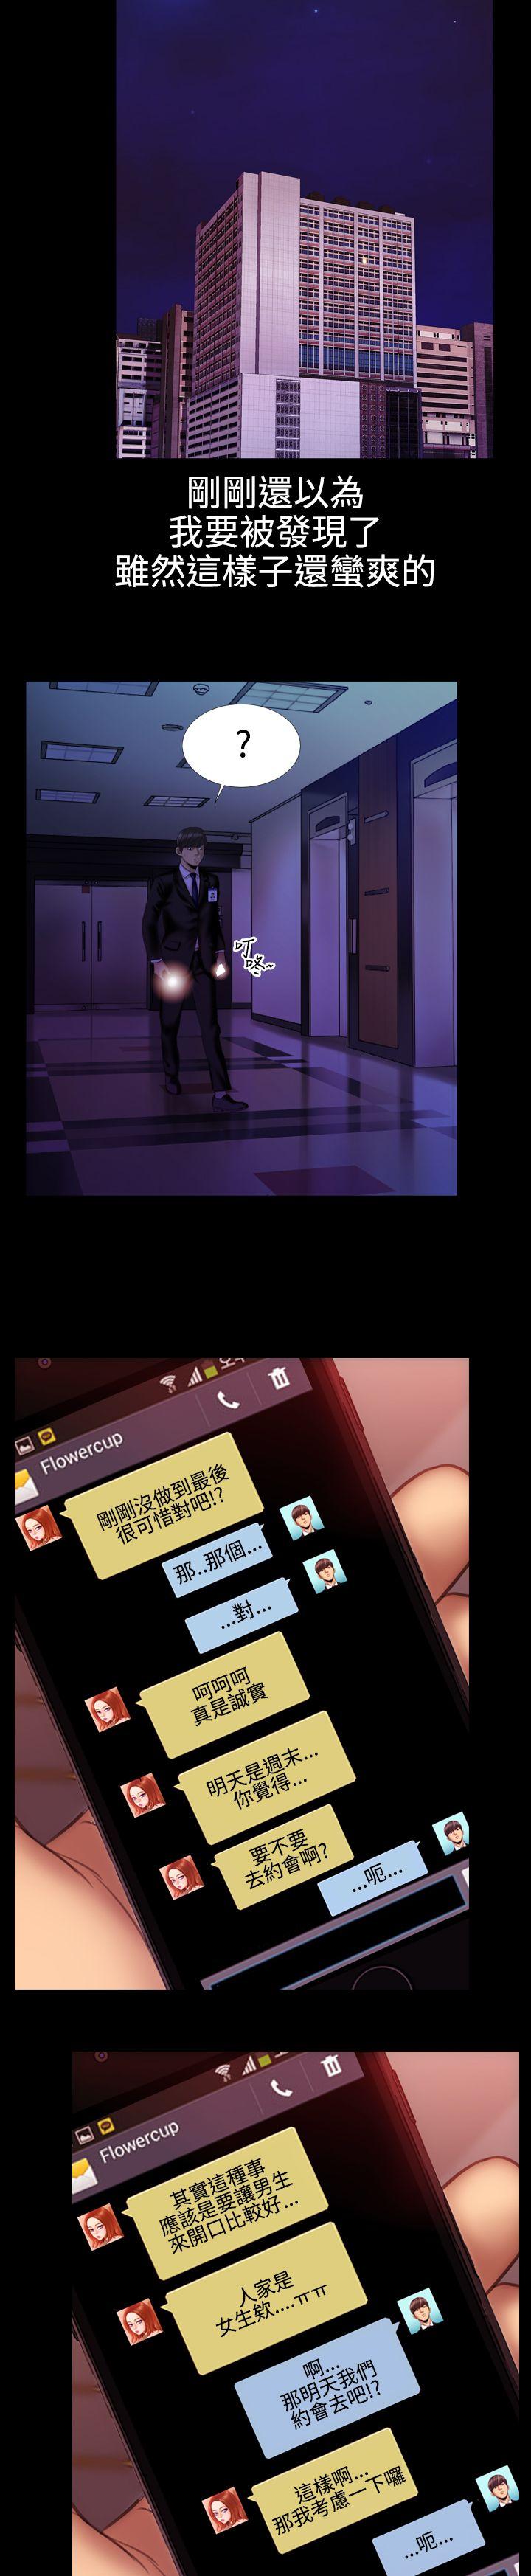 剛剛還以為
我要被發現了
雖然這樣子還蠻爽的
?
叮
咚~
Flowercup
剛剛沒做到最後
很可惜對吧!?
那..那個...
...對...
呵呵呵
真是誠實
明天是週末...
你覺得...
要不要
去約會啊?
...呃...
Flowercup
其實這種事
應該是要讓男生
來開口比較好...
人家是
女生欸....ㅠㅠ
啊...
那明天我們
約會去吧!?
這樣啊...
那我考慮一下囉
...呃...